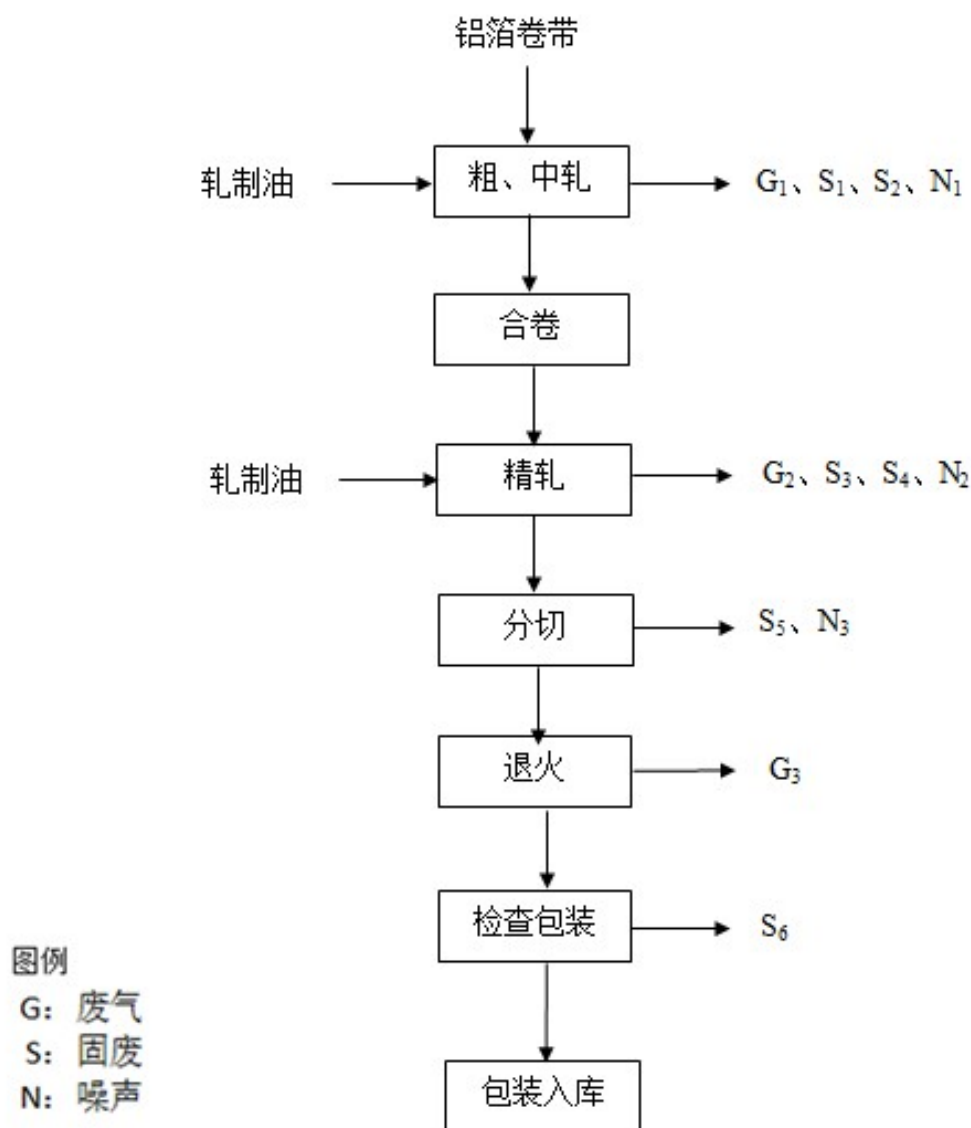 铝箔卷带
轧制油
粗、中轧
G₁、S₁、S₂、N₁
合卷
轧制油
精轧
G₂、S₃、S₄、N₂
分切
S₅、N₃
退火
G₃
检查包装
S₆
包装入库
图例
G：废气
S：固废
N：噪声